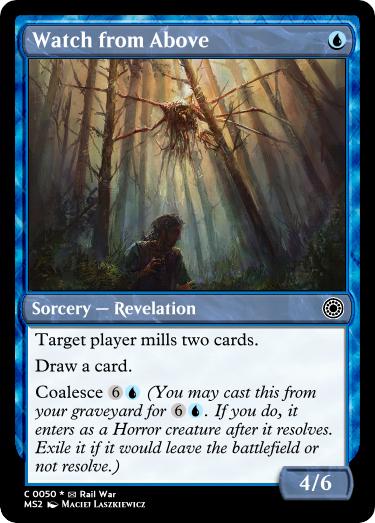 Watch from Above
Sorcery — Revelation
Target player mills two cards.
Draw a card.
Coalesce 6 (You may cast this from
your graveyard for 6 . If you do, it
enters as a Horror creature after it resolves.
Exile it if it would leave the battlefield or
not resolve.)
4/6
C 0050 * Rail War
MS2 Maciej Laszkiewicz